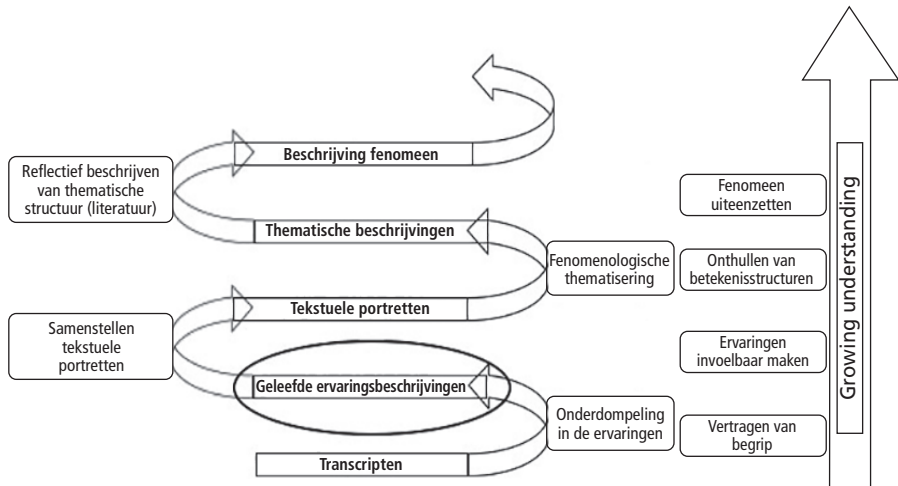 Beschrijving fenomeen
Reflectief beschrijven
van thematische
structuur (literatuur)
Fenomeen
uiteenzetten
Thematische beschrijvingen
Fenomenologische
thematisering
Onthullen van
betekenisstructuren
Tekstuele portretten
Samenstellen
tekstuele
portretten
Ervaringen
invoelbaar maken
Geleefde ervaringsbeschrijvingen
Onderdompeling
in de ervaringen
Vertragen van
begrip
Transcripten
Growing understanding